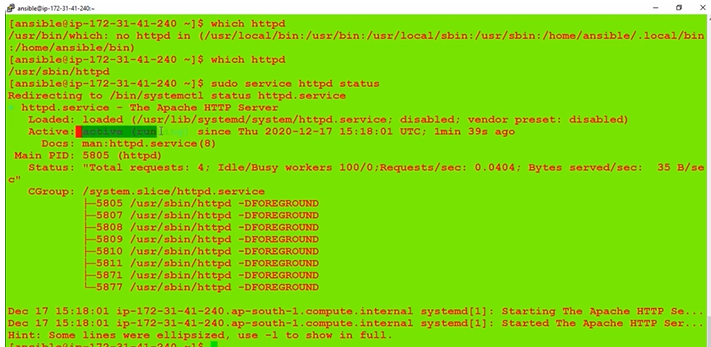 ansible@ip-172-31-41-240:~
[ansible@ip-172-31-41-240 ~]$ which httpd
/usr/bin/which: no httpd in (/usr/local/bin:/usr/bin:/usr/local/sbin:/usr/sbin:/home/ansible/.local/bin
:/home/ansible/bin)
[ansible@ip-172-31-41-240 ~]$ which httpd
/usr/sbin/httpd
[ansible@ip-172-31-41-240 ~]$ sudo service httpd status
Redirecting to /bin/systemctl status httpd.service
httpd.service - The Apache HTTP Server
Loaded: loaded (/usr/lib/systemd/system/httpd.service; disabled; vendor preset: disabled)
Active: active (running) since Thu 2020-12-17 15:18:01 UTC; 1min 39s ago
Docs: man:httpd.service(8)
Main PID: 5805 (httpd)
Status: "Total requests: 4; Idle/Busy workers 100/0;Requests/sec: 0.0404; Bytes served/sec:  35 B/se
c"
CGroup: /system.slice/httpd.service
├─5805 /usr/sbin/httpd -DFOREGROUND
├─5807 /usr/sbin/httpd -DFOREGROUND
├─5808 /usr/sbin/httpd -DFOREGROUND
├─5809 /usr/sbin/httpd -DFOREGROUND
├─5810 /usr/sbin/httpd -DFOREGROUND
├─5811 /usr/sbin/httpd -DFOREGROUND
├─5871 /usr/sbin/httpd -DFOREGROUND
└─5877 /usr/sbin/httpd -DFOREGROUND
Dec 17 15:18:01 ip-172-31-41-240.ap-south-1.compute.internal systemd[1]: Starting The Apache HTTP Se...
Dec 17 15:18:01 ip-172-31-41-240.ap-south-1.compute.internal systemd[1]: Started The Apache HTTP Ser...
Hint: Some lines were ellipsized, use -l to show in full.
[ansible@ip-172-31-41-240 ~]$